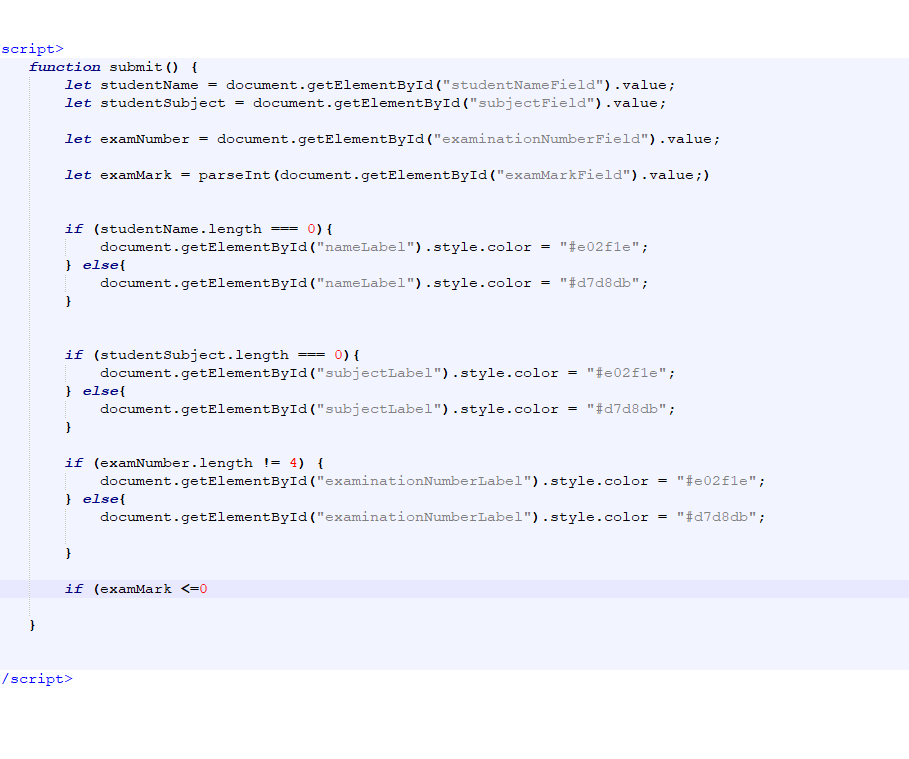 script>
function submit() {
let studentName = document.getElementById("studentNameField").value;
let studentSubject = document.getElementById("subjectField").value;
let examNumber = document.getElementById("examinationNumberField").value;
let examMark = parseInt(document.getElementById("examMarkField").value;)
if (studentName.length === 0){
document.getElementById("nameLabel").style.color = "#e02f1e";
} else{
document.getElementById("nameLabel").style.color = "#d7d8db";
}
if (studentSubject.length === 0){
document.getElementById("subjectLabel").style.color = "#e02f1e";
} else{
document.getElementById("subjectLabel").style.color = "#d7d8db";
}
if (examNumber.length != 4) {
document.getElementById("examinationNumberLabel").style.color = "#e02f1e";
} else{
document.getElementById("examinationNumberLabel").style.color = "#d7d8db";
}
if (examMark <=0
}
/script>